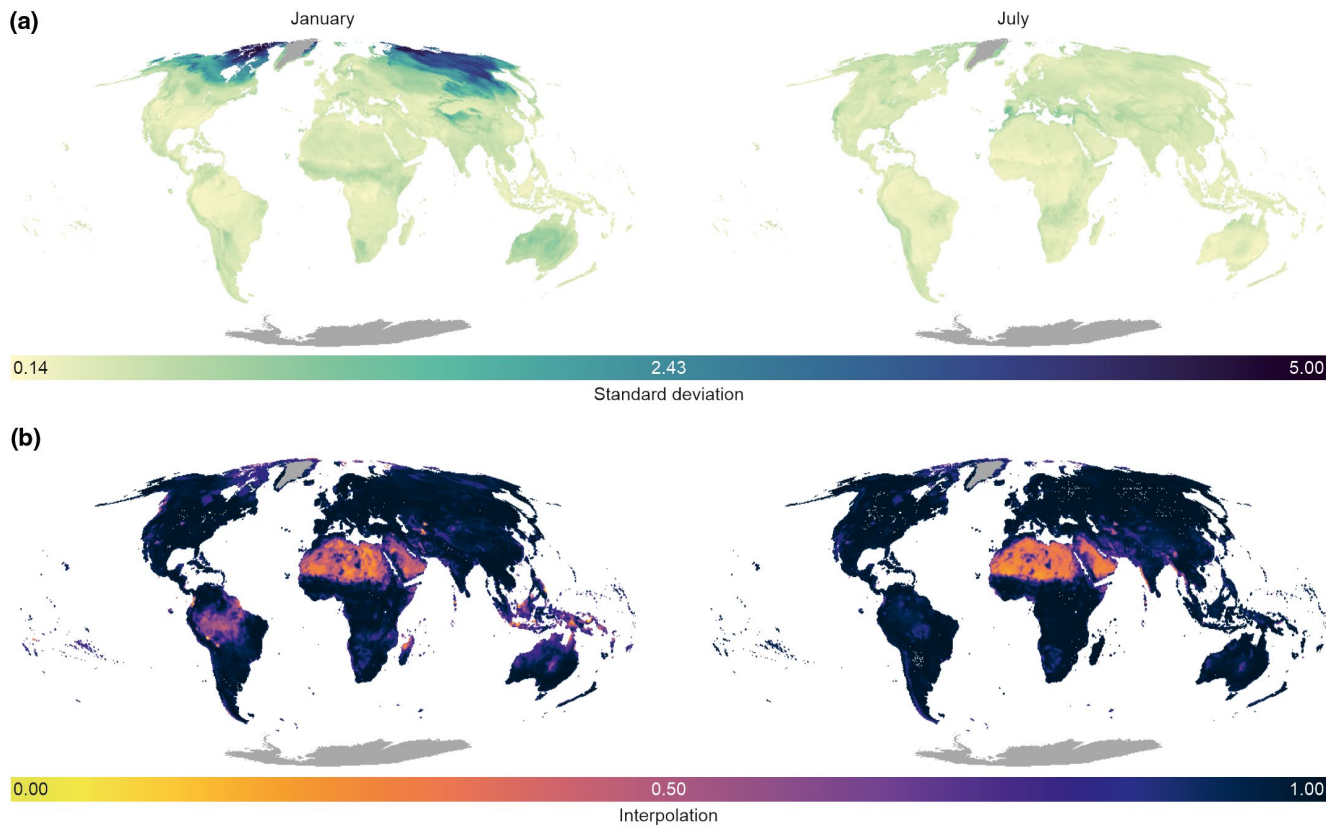 (a)
January
July
0.14 2.43 5.00
Standard deviation
(b)
0.00 0.50 1.00
Interpolation